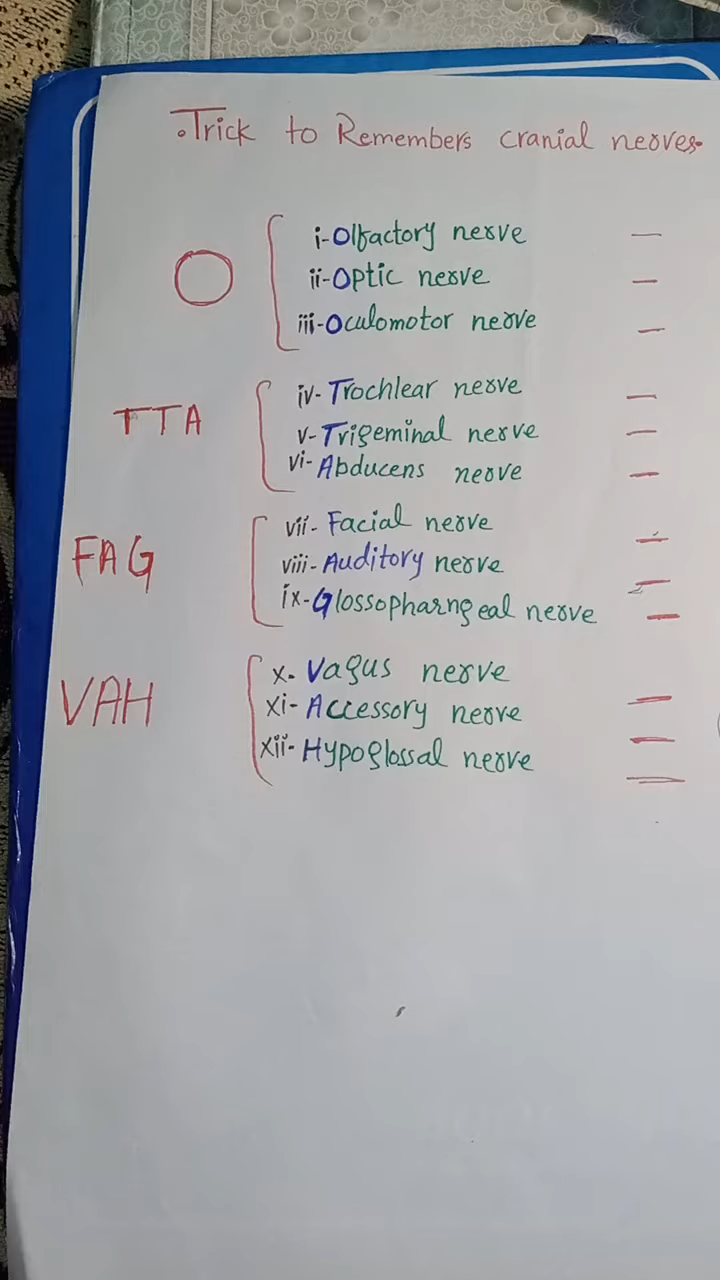 .Trick to Remembers cranial nerves.
O
i-Olfactory nerve
ii-Optic nerve
iii-Oculomotor nerve
TTA
iv-Trochlear nerve
v-Trigeminal nerve
vi-Abducens nerve
FAG
vii-Facial nerve
viii-Auditory nerve
ix-Glossopharngeal nerve
VAH
x-Vagus nerve
xi-Accessory nerve
xii-Hypoglossal nerve